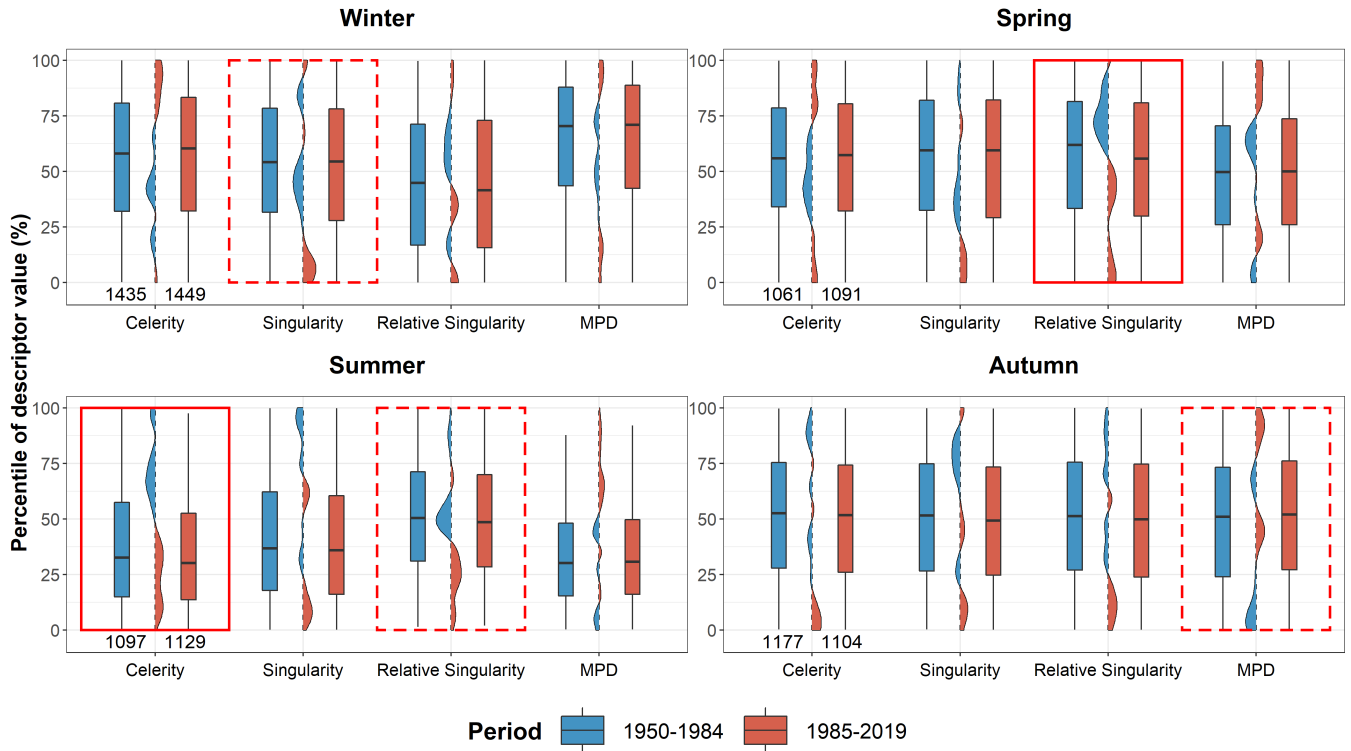 Winter
Spring
Percentile of descriptor value (%)
100
75
50
25
0
1435 1449
Celerity Singularity Relative Singularity MPD
100
75
50
25
0
1061 1091
Celerity Singularity Relative Singularity MPD
Summer
Autumn
100
75
50
25
0
1097 1129
Celerity Singularity Relative Singularity MPD
100
75
50
25
0
1177 1104
Celerity Singularity Relative Singularity MPD
Period 1950-1984 1985-2019